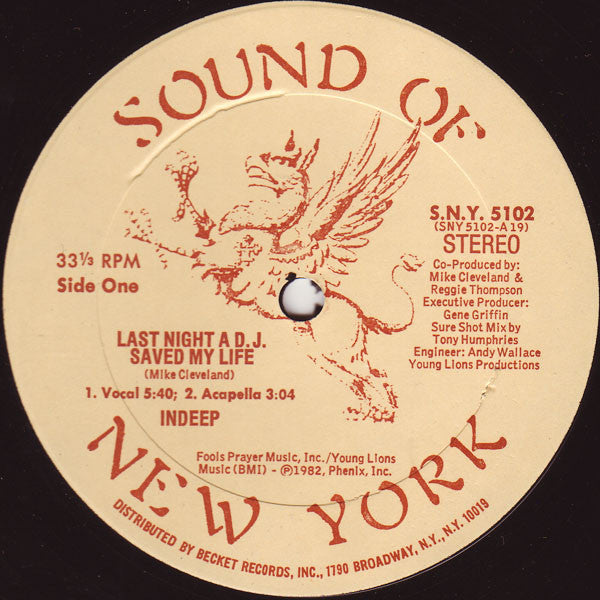 SOUND OF
S.N.Y. 5102
(SNY 5102-A 19)
STEREO
33⅓ RPM
Side One
Co-Produced by:
Mike Cleveland &
Reggie Thompson
Executive Producer:
Gene Griffin
Sure Shot Mix by
Tony Humphries
Engineer: Andy Wallace
Young Lions Productions
LAST NIGHT A D.J.
SAVED MY LIFE
(Mike Cleveland)
1. Vocal 5:40; 2. Acapella 3:04
INDEEP
Fools Prayer Music, Inc./Young Lions
Music (BMI) - ℗1982, Phenix, Inc.
NEW YORK
DISTRIBUTED BY BECKET RECORDS, INC., 1790 BROADWAY, N.Y., N.Y. 10019